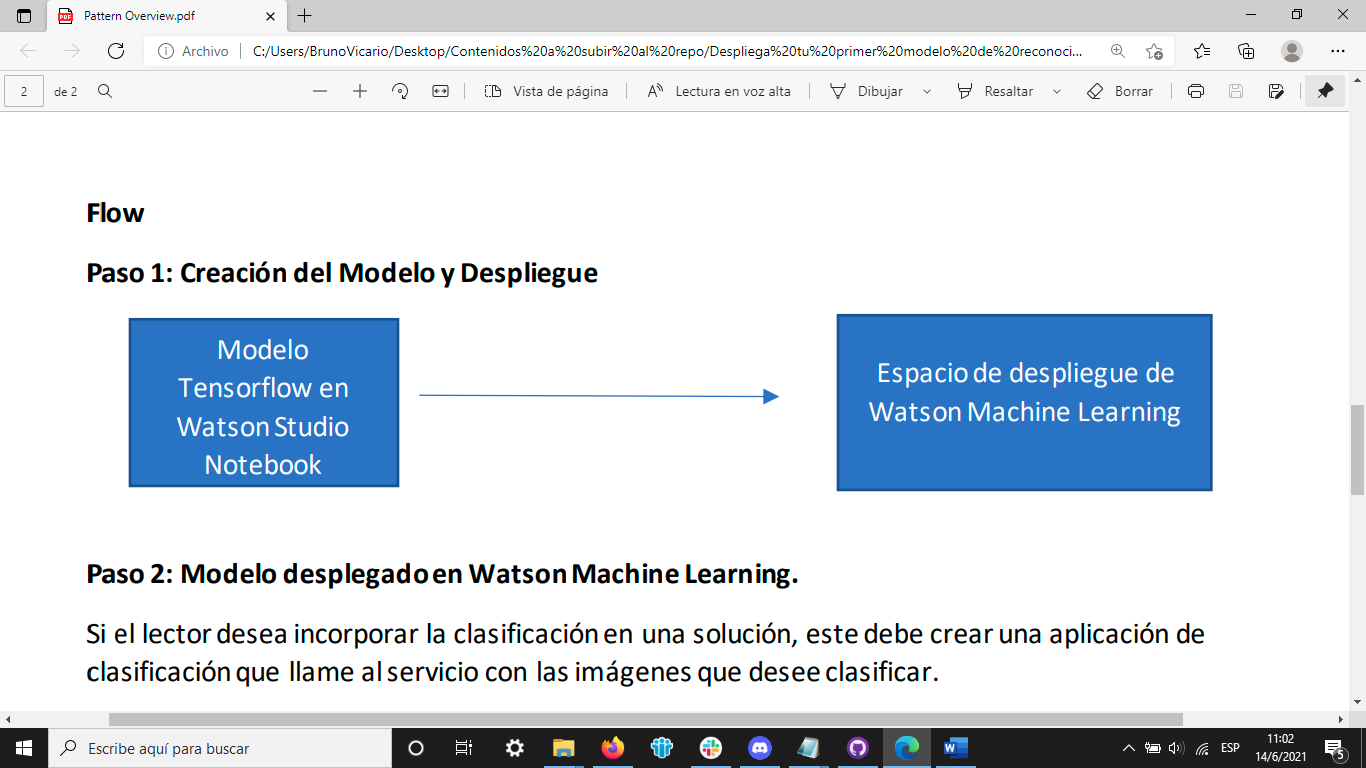 Pattern Overview.pdf
Archivo
C:/Users/BrunoVicario/Desktop/Contenidos%20a%20subir%20al%20repo/Despliega%20tu%20primer%20modelo%20de%20reconoci...
2 de 2 Vista de página Lectura en voz alta Dibujar Resaltar Borrar
Flow
Paso 1: Creación del Modelo y Despliegue
Modelo
Tensorflow en
Watson Studio
Notebook
Espacio de despliegue de
Watson Machine Learning
Paso 2: Modelo desplegado en Watson Machine Learning.
Si el lector desea incorporar la clasificación en una solución, este debe crear una aplicación de
clasificación que llame al servicio con las imágenes que desee clasificar.
Escribe aquí para buscar
ESP
11:02
14/6/2021
5